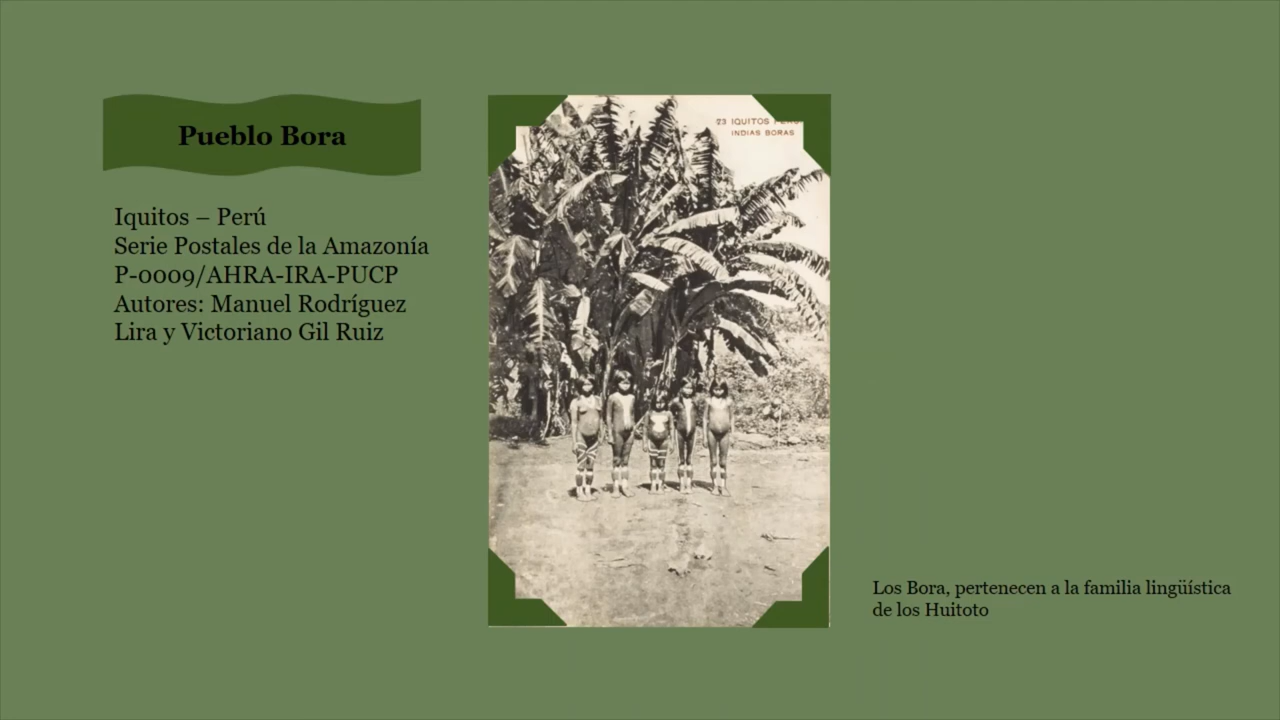 Pueblo Bora
Iquitos – Perú
Serie Postales de la Amazonía
P-0009/AHRA-IRA-PUCP
Autores: Manuel Rodríguez
Lira y Victoriano Gil Ruiz
23 IQUITOS
INDIAS BORAS
Los Bora, pertenecen a la familia lingüística
de los Huitoto